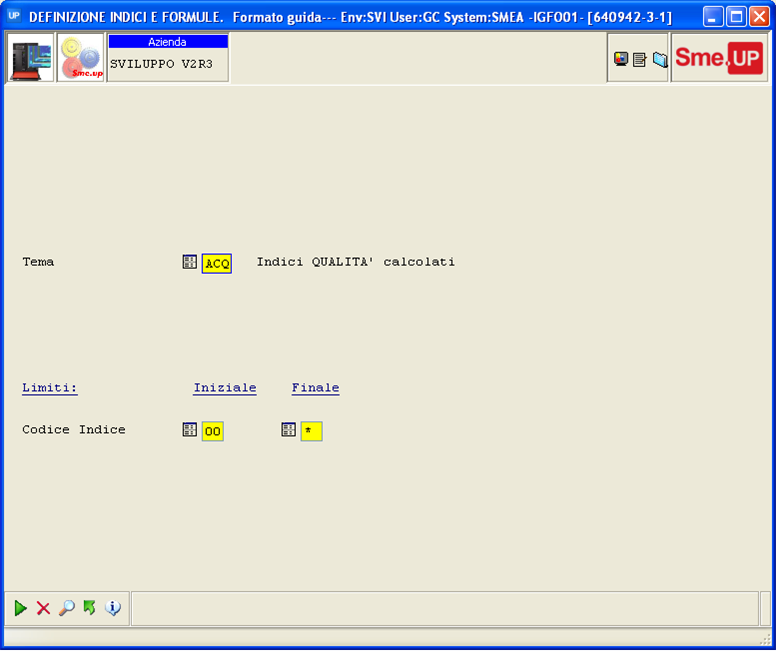 UP DEFINIZIONE INDICI E FORMULE. Formato guida--- Env:SVI User:GC System:SMEA -IGFO01- [640942-3-1]
Sme.up
Azienda
SVILUPPO V2R3
Sme.UP
Tema ACQ Indici QUALITA' calcolati
Limiti: Iniziale Finale
Codice Indice 00 *